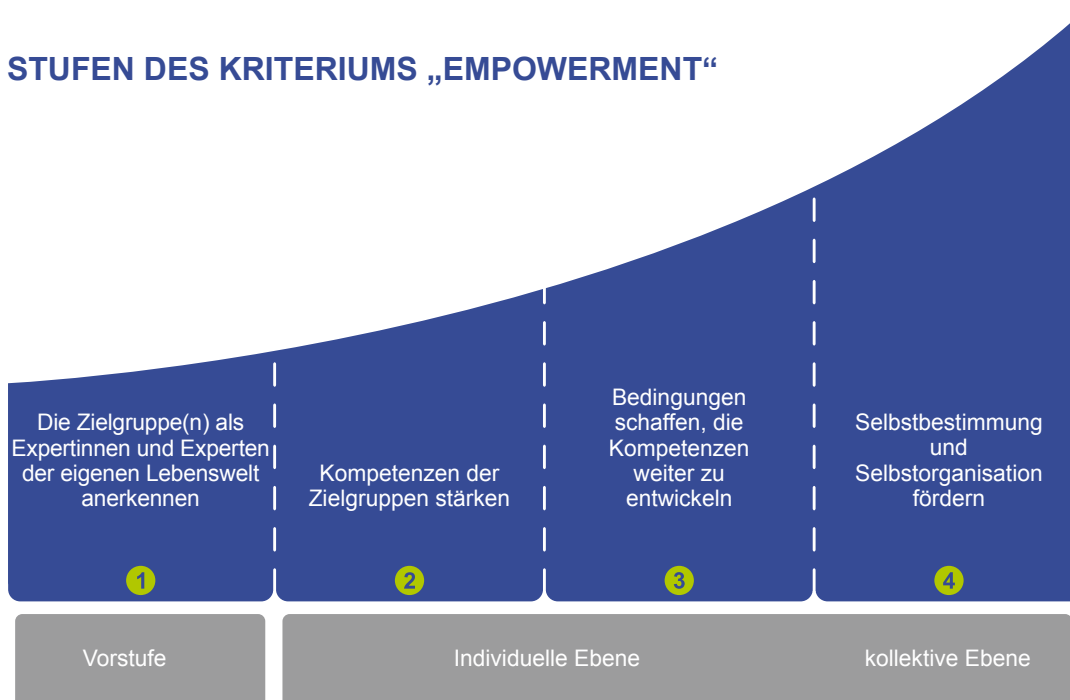 STUFEN DES KRITERIUMS „EMPOWERMENT“
Die Zielgruppe(n) als
Expertinnen und Experten
der eigenen Lebenswelt
anerkennen
1
Kompetenzen der
Zielgruppen stärken
2
Bedingungen
schaffen, die
Kompetenzen
weiter zu
entwickeln
3
Selbstbestimmung
und
Selbstorganisation
fördern
4
Vorstufe
Individuelle Ebene
kollektive Ebene